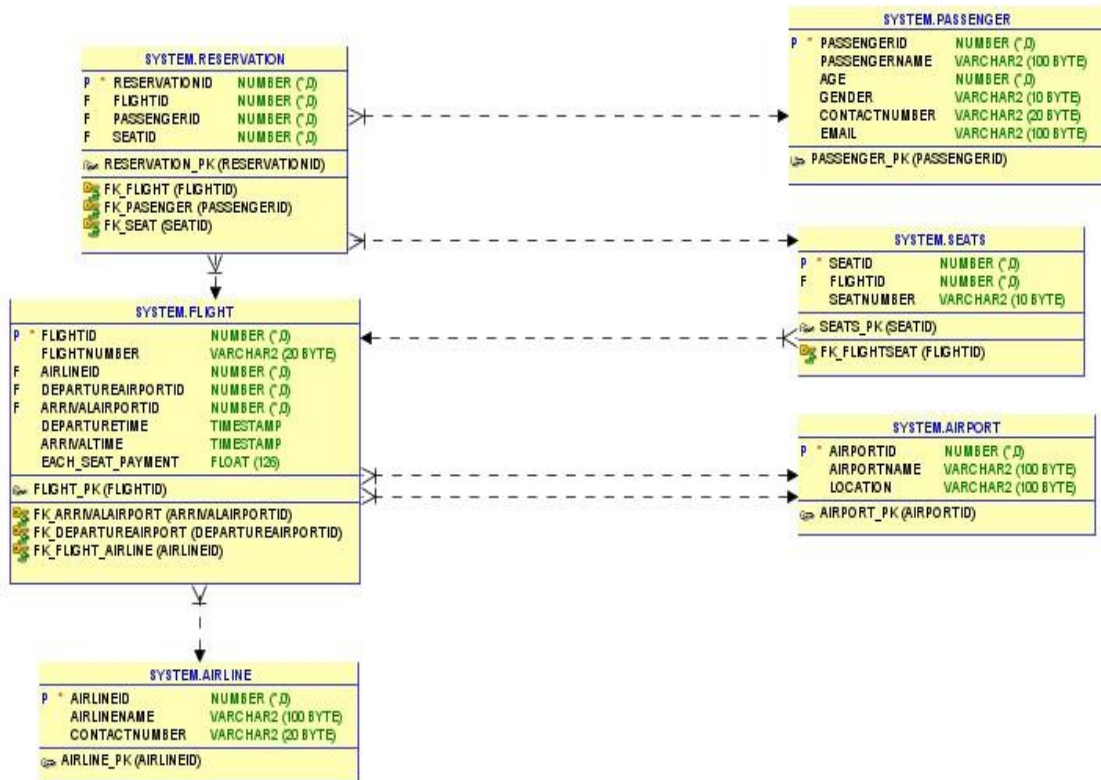 SYSTEM.RESERVATION
P * RESERVATIONID NUMBER (*,0)
F FLIGHTID NUMBER (*,0)
F PASSENGERID NUMBER (*,0)
F SEATID NUMBER (*,0)
RESERVATION_PK (RESERVATIONID)
FK_FLIGHT (FLIGHTID)
FK_PASENGER (PASSENGERID)
FK_SEAT (SEATID)
SYSTEM.PASSENGER
P * PASSENGERID NUMBER (*,0)
PASSENGERNAME VARCHAR2 (100 BYTE)
AGE NUMBER (*,0)
GENDER VARCHAR2 (10 BYTE)
CONTACTNUMBER VARCHAR2 (20 BYTE)
EMAIL VARCHAR2 (100 BYTE)
PASSENGER_PK (PASSENGERID)
SYSTEM.SEATS
P * SEATID NUMBER (*,0)
F FLIGHTID NUMBER (*,0)
SEATNUMBER VARCHAR2 (10 BYTE)
SEATS_PK (SEATID)
FK_FLIGHTSEAT (FLIGHTID)
SYSTEM.FLIGHT
P * FLIGHTID NUMBER (*,0)
FLIGHTNUMBER VARCHAR2 (20 BYTE)
F AIRLINEID NUMBER (*,0)
F DEPARTUREAIRPORTID NUMBER (*,0)
F ARRIVALAIRPORTID NUMBER (*,0)
DEPARTURETIME TIMESTAMP
ARRIVALTIME TIMESTAMP
EACH_SEAT_PAYMENT FLOAT (126)
FLIGHT_PK (FLIGHTID)
FK_ARRIVALAIRPORT (ARRIVALAIRPORTID)
FK_DEPARTUREAIRPORT (DEPARTUREAIRPORTID)
FK_FLIGHT_AIRLINE (AIRLINEID)
SYSTEM.AIRPORT
P * AIRPORTID NUMBER (*,0)
AIRPORTNAME VARCHAR2 (100 BYTE)
LOCATION VARCHAR2 (100 BYTE)
AIRPORT_PK (AIRPORTID)
SYSTEM.AIRLINE
P * AIRLINEID NUMBER (*,0)
AIRLINENAME VARCHAR2 (100 BYTE)
CONTACTNUMBER VARCHAR2 (20 BYTE)
AIRLINE_PK (AIRLINEID)